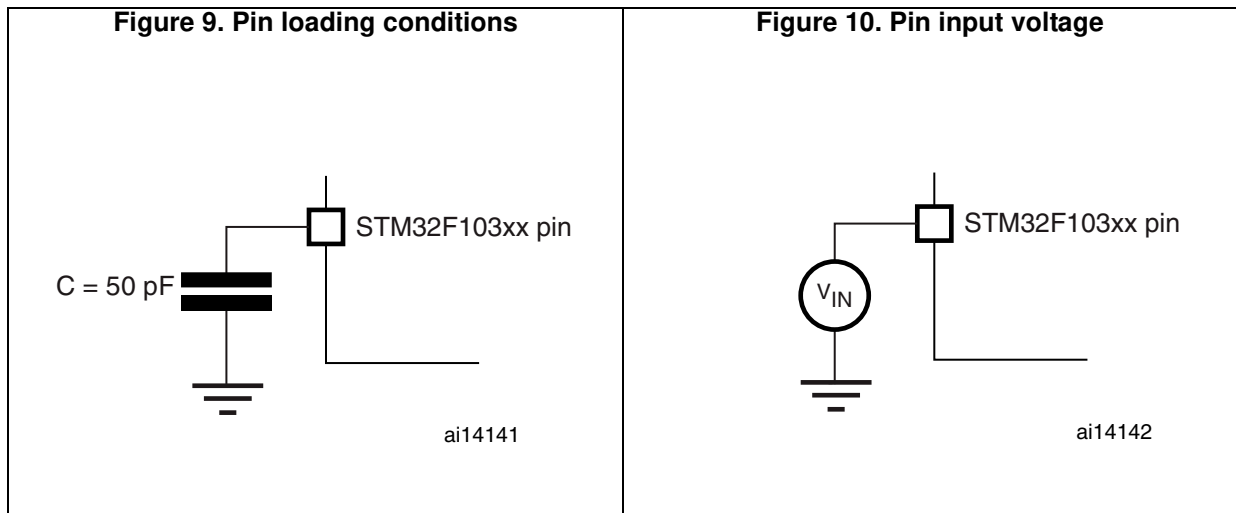 Figure 9. Pin loading conditions
STM32F103xx pin
C = 50 pF
ai14141
Figure 10. Pin input voltage
STM32F103xx pin
VIN
ai14142